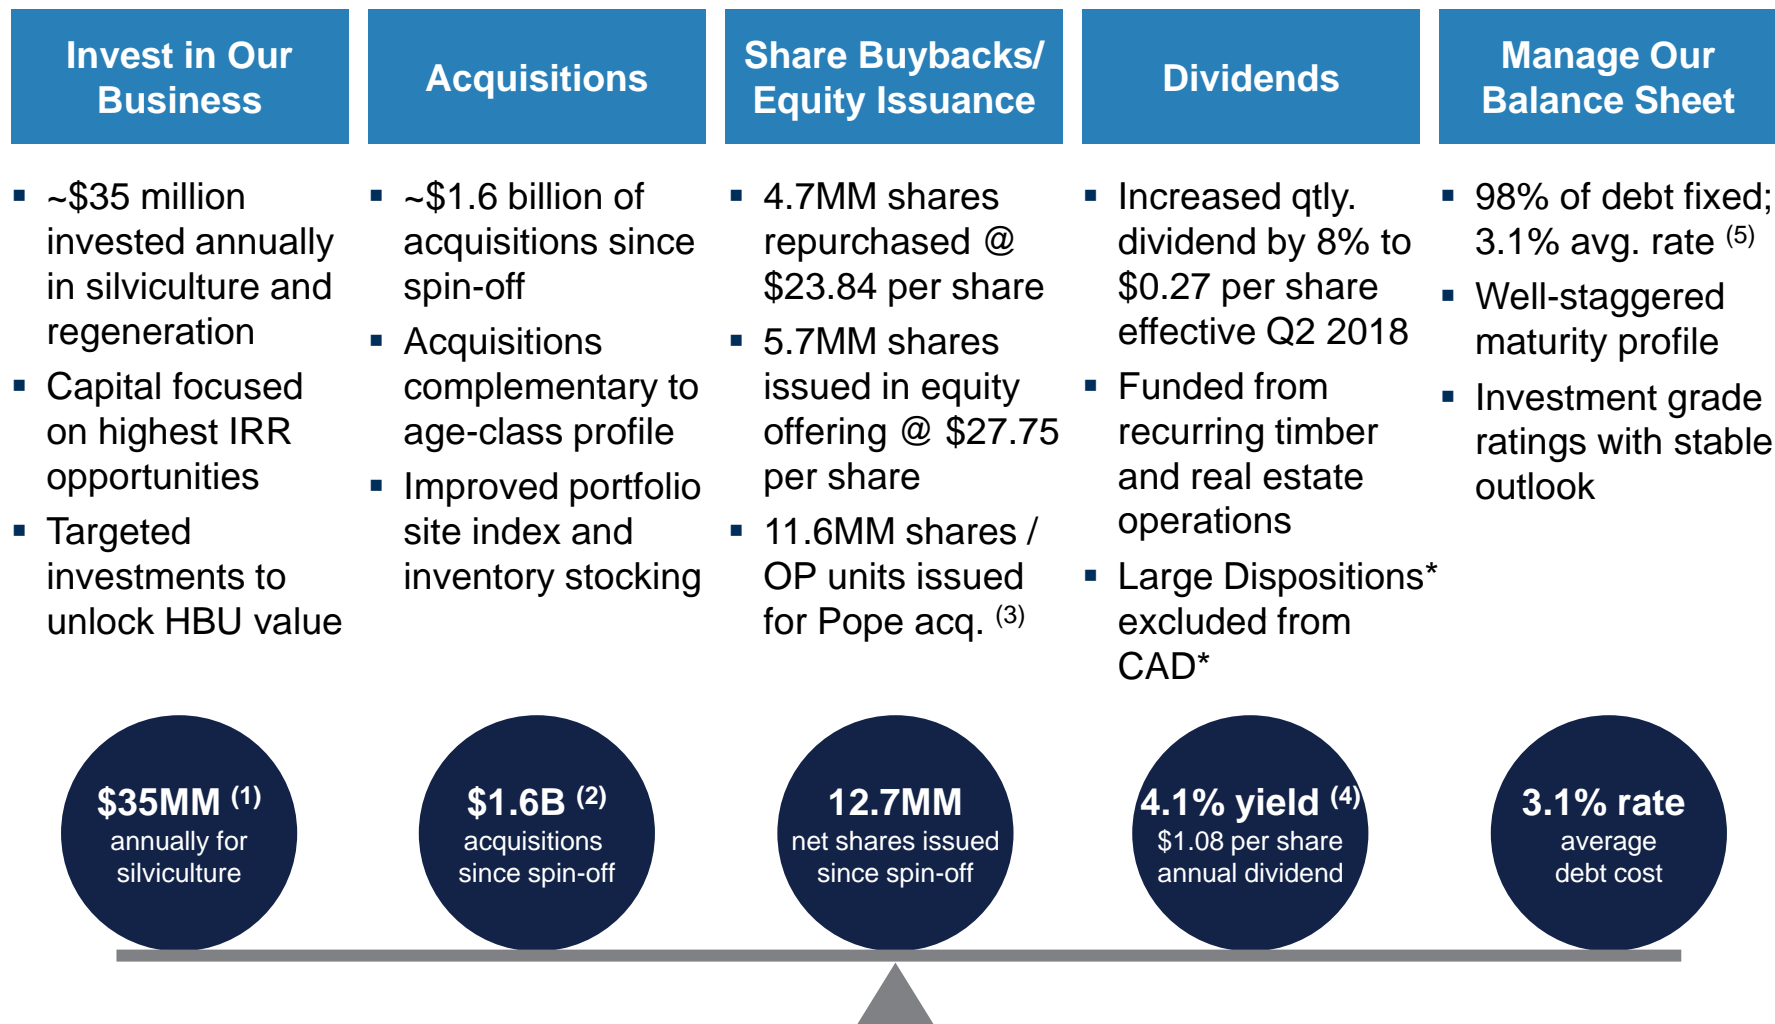 Invest in Our
Business
~$35 million
invested annually
in silviculture and
regeneration
Capital focused
on highest IRR
opportunities
Targeted
investments to
unlock HBU value
Acquisitions
~$1.6 billion of
acquisitions since
spin-off
Acquisitions
complementary to
age-class profile
Improved portfolio
site index and
inventory stocking
Share Buybacks/
Equity Issuance
4.7MM shares
repurchased @
$23.84 per share
5.7MM shares
issued in equity
offering @ $27.75
per share
11.6MM shares /
OP units issued
for Pope acq. (3)
Dividends
Increased qtly.
dividend by 8% to
$0.27 per share
effective Q2 2018
Funded from
recurring timber
and real estate
operations
Large Dispositions*
excluded from
CAD*
Manage Our
Balance Sheet
98% of debt fixed;
3.1% avg. rate (5)
Well-staggered
maturity profile
Investment grade
ratings with stable
outlook
$35MM (1)
annually for
silviculture
$1.6B (2)
acquisitions
since spin-off
12.7MM
net shares issued
since spin-off
4.1% yield (4)
$1.08 per share
annual dividend
3.1% rate
average
debt cost